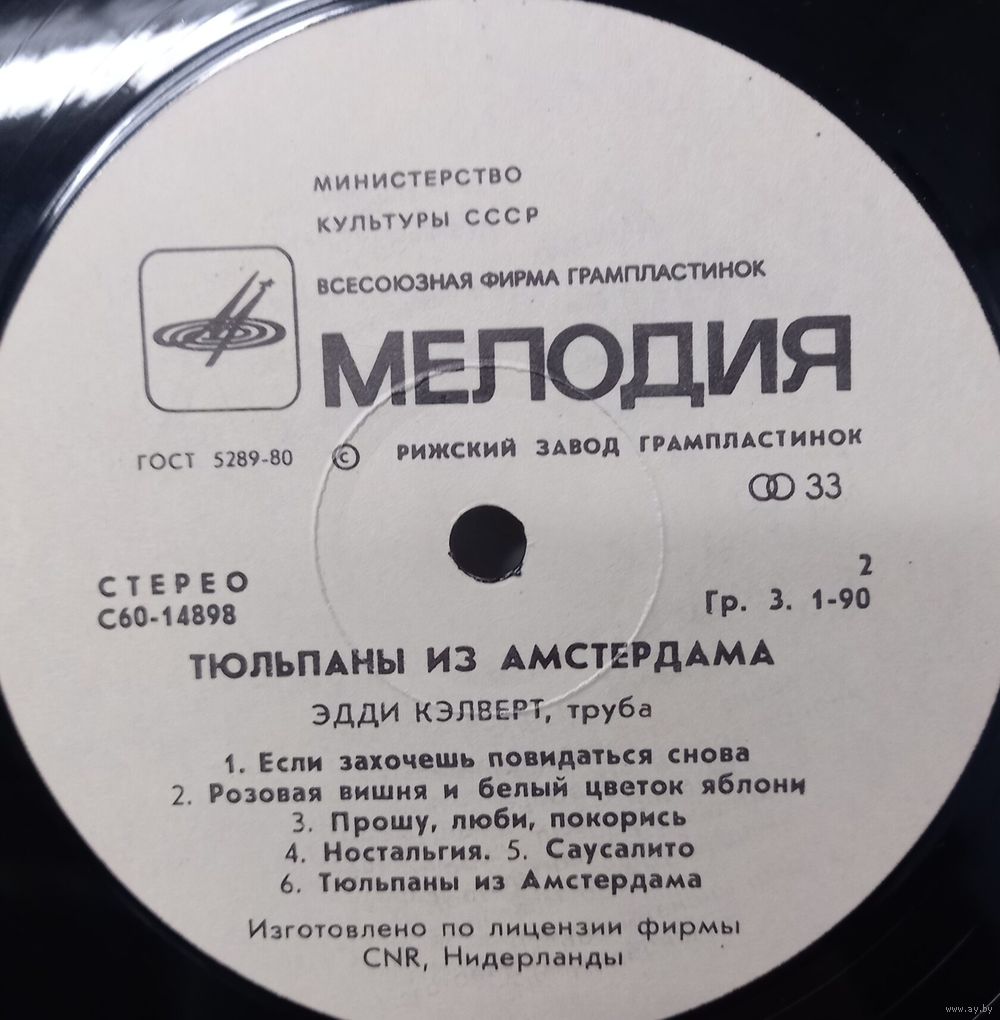 МИНИСТЕРСТВО
КУЛЬТУРЫ СССР
ВСЕСОЮЗНАЯ ФИРМА ГРАМПЛАСТИНОК
МЕЛОДИЯ
ГОСТ 5289-80 © РИЖСКИЙ ЗАВОД ГРАМПЛАСТИНОК
33
СТЕРЕО
2
С60-14898
Гр. 3. 1-90
ТЮЛЬПАНЫ ИЗ АМСТЕРДАМА
ЭДДИ КЭЛВЕРТ, труба
1. Если захочешь повидаться снова
2. Розовая вишня и белый цветок яблони
3. Прошу, люби, покорись
4. Ностальгия. 5. Саусалито
6. Тюльпаны из Амстердама
Изготовлено по лицензии фирмы
CNR, Нидерланды
www.ay.by